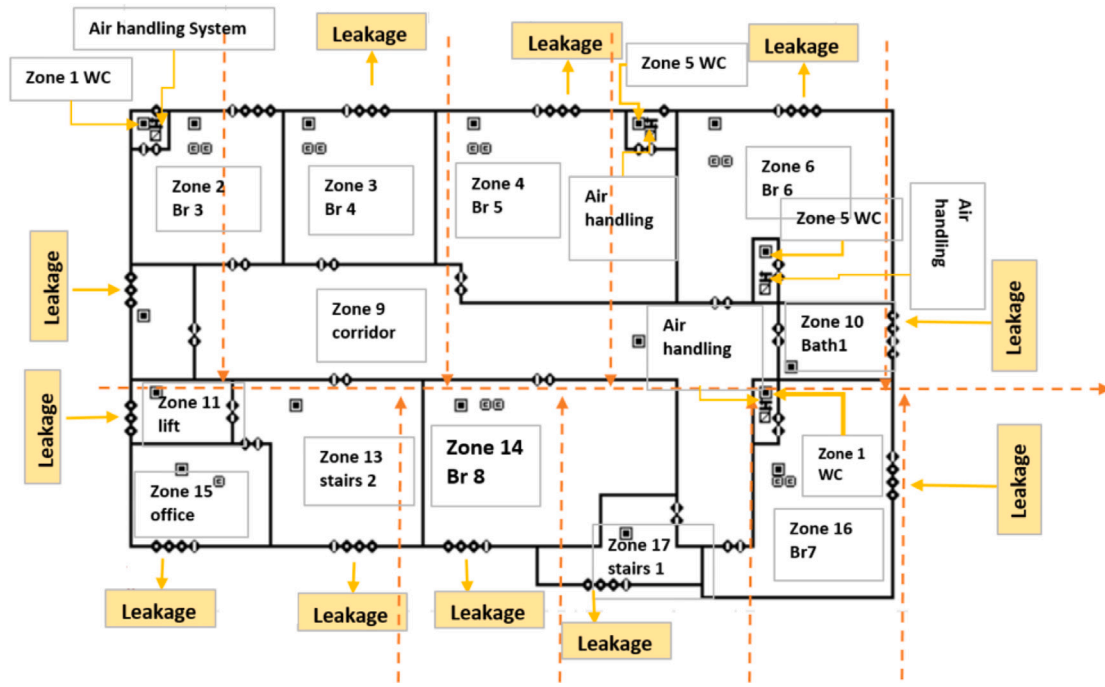 Air handling System
Leakage
Leakage
Leakage
Zone 1 WC
Zone 5 WC
Zone 2
Br 3
Zone 3
Br 4
Zone 4
Br 5
Air
handling
Zone 6
Br 6
Zone 5 WC
Air
handling
Leakage
Leakage
Zone 9
corridor
Air
handling
Zone 10
Bath1
Leakage
Zone 11
lift
Zone 13
stairs 2
Zone 14
Br 8
Zone 1
WC
Leakage
Zone 15
office
Zone 16
Br7
Zone 17
stairs 1
Leakage
Leakage
Leakage
Leakage